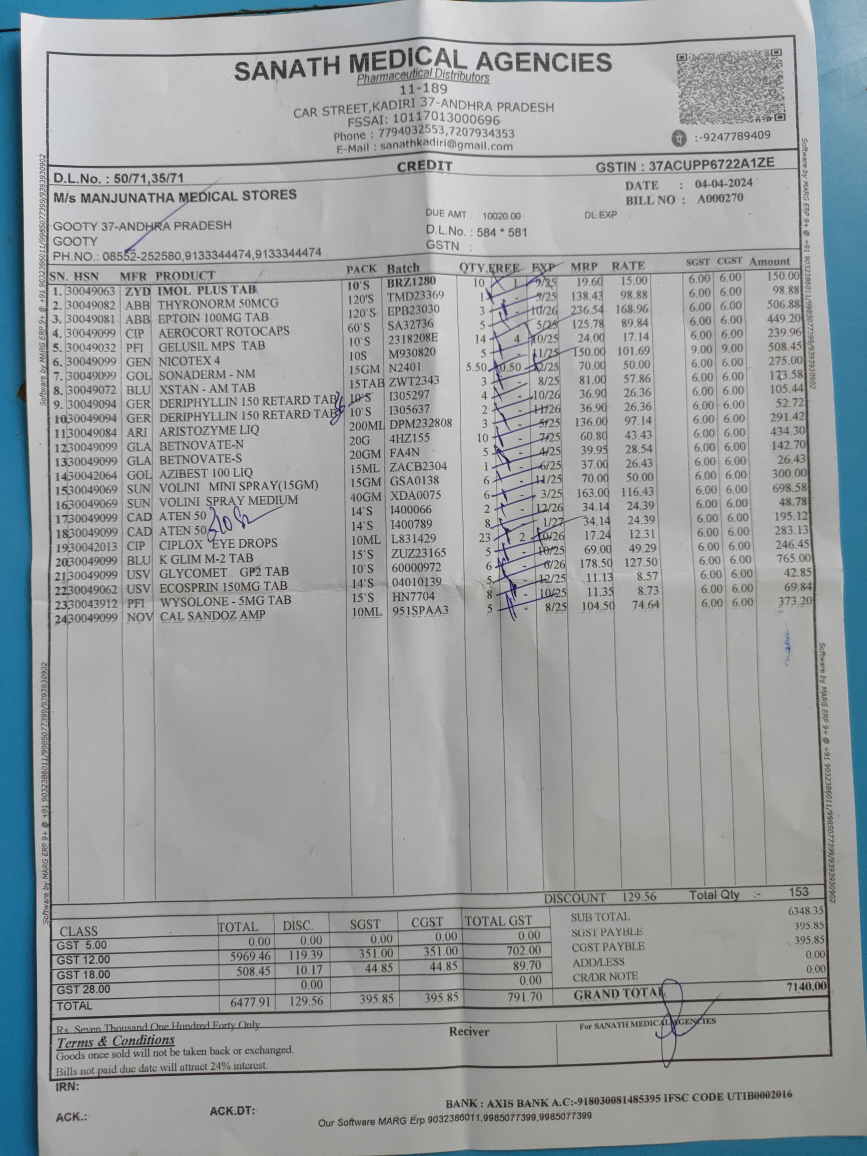 SANATH MEDICAL AGENCIES
Pharmaceutical Distributors
11-189
CAR STREET,KADIRI 37-ANDHRA PRADESH
FSSAI: 10117013000696
Phone : 7794032553,7207934353
E-Mail : sanathkadiri@gmail.com
:-9247789409
D.L.No. : 50/71,35/71 CREDIT GSTIN : 37ACUPP6722A1ZE
M/s MANJUNATHA MEDICAL STORES
DATE : 04-04-2024
BILL NO : A000270
GOOTY 37-ANDHRA PRADESH
GOOTY
PH.NO.: 08552-252580,9133344474,9133344474
DUE AMT : 10020.00 DL.EXP
D.L.No. : 584 * 581
GSTN :
SN. HSN MFR PRODUCT PACK Batch QTY. FREE EXP MRP RATE SGST CGST Amount
1. 30049063 ZYD IMOL PLUS TAB 10'S BRZ1280 10 1 9/25 19.60 15.00 6.00 6.00 150.00
2. 30049082 ABB THYRONORM 50MCG 120'S TMD23369 1 - 3/25 138.43 98.88 6.00 6.00 98.88
3. 30049081 ABB EPTOIN 100MG TAB 120'S EPB23030 3 - 10/26 236.54 168.96 6.00 6.00 506.88
4. 30049099 CIP AEROCORT ROTOCAPS 60'S SA32736 5 - 5/25 125.78 89.84 6.00 6.00 449.20
5. 30049032 PFI GELUSIL MPS TAB 10'S 2318208E 14 4 10/25 24.00 17.14 6.00 6.00 239.96
6. 30049099 GEN NICOTEX 4 10S M930820 5 - 11/25 150.00 101.69 9.00 9.00 508.45
7. 30049099 GOL SONADERM - NM 15GM N2401 5.50 0.50 12/25 70.00 50.00 6.00 6.00 275.00
8. 30049072 BLU XSTAN - AM TAB 15TAB ZWT2343 3 - 8/25 81.00 57.86 6.00 6.00 173.58
9. 30049094 GER DERIPHYLLIN 150 RETARD TAB 10'S I305297 4 - 10/26 36.90 26.36 6.00 6.00 105.44
10 30049094 GER DERIPHYLLIN 150 RETARD TAB 10'S I305637 2 - 11/26 36.90 26.36 6.00 6.00 52.72
11 30049084 ARI ARISTOZYME LIQ 200ML DPM232808 3 - 5/25 136.00 97.14 6.00 6.00 291.42
12 30049099 GLA BETNOVATE-N 20G 4HZ155 10 - 7/25 60.80 43.43 6.00 6.00 434.30
13 30049099 GLA BETNOVATE-S 20GM FA4N 5 - 4/25 39.95 28.54 6.00 6.00 142.70
14 30042064 GOL AZIBEST 100 LIQ 15ML ZACB2304 1 - 6/25 37.00 26.43 6.00 6.00 26.43
15 30049069 SUN VOLINI MINI SPRAY(15GM) 15GM GSA0138 6 - 11/25 70.00 50.00 6.00 6.00 300.00
16 30049069 SUN VOLINI SPRAY MEDIUM 40GM XDA0075 6 - 3/25 163.00 116.43 6.00 6.00 698.58
17 30049099 CAD ATEN 50 14'S I400066 2 - 12/26 34.14 24.39 6.00 6.00 48.78
18 30049099 CAD ATEN 50 14'S I400789 8 - 1/27 34.14 24.39 6.00 6.00 195.12
19 30042013 CIP CIPLOX EYE DROPS 10ML L831429 23 2 10/26 17.24 12.31 6.00 6.00 283.13
20 30049099 BLU K GLIM M-2 TAB 15'S ZUZ23165 5 - 10/25 69.00 49.29 6.00 6.00 246.45
21 30049099 USV GLYCOMET GP2 TAB 10'S 60000972 6 - 6/26 178.50 127.50 6.00 6.00 765.00
22 30049062 USV ECOSPRIN 150MG TAB 14'S 04010139 5 - 12/25 11.13 8.57 6.00 6.00 42.85
23 30043912 PFI WYSOLONE - 5MG TAB 15'S HN7704 8 - 10/25 11.35 8.73 6.00 6.00 69.84
24 30049099 NOV CAL SANDOZ AMP 10ML 951SPAA3 5 - 8/25 104.50 74.64 6.00 6.00 373.20
DISCOUNT 129.56 Total Qty :- 153
CLASS TOTAL DISC. SGST CGST TOTAL GST
GST 5.00 0.00 0.00 0.00 0.00 0.00
GST 12.00 5969.46 119.39 351.00 351.00 702.00
GST 18.00 508.45 10.17 44.85 44.85 89.70
GST 28.00 0.00 0.00
TOTAL 6477.91 129.56 395.85 395.85 791.70
SUB TOTAL 6348.35
SGST PAYBLE 395.85
CGST PAYBLE 395.85
ADD/LESS 0.00
CR/DR NOTE 0.00
GRAND TOTAL 7140.00
Rs. Seven Thousand One Hundred Forty Only
Terms & Conditions
Goods once sold will not be taken back or exchanged.
Bills not paid due date will attract 24% interest.
Reciver
For SANATH MEDICAL AGENCIES
IRN:
ACK.: ACK.DT:
BANK : AXIS BANK A.C:-918030081485395 IFSC CODE UTIB0002016
Our Software MARG Erp 9032386011,9985077399,9985077399
Software by MARG ERP 9+ @ +91 9032386011/9985077399/9393930902
Software by MARG ERP 9+ @ +91 9032386011/9985077399/9393930902
Software by MARG ERP 9+ @ +91 9032386011/9985077399/9393930902
Software by MARG ERP 9+ @ +91 9032386011/9985077399/9393930902